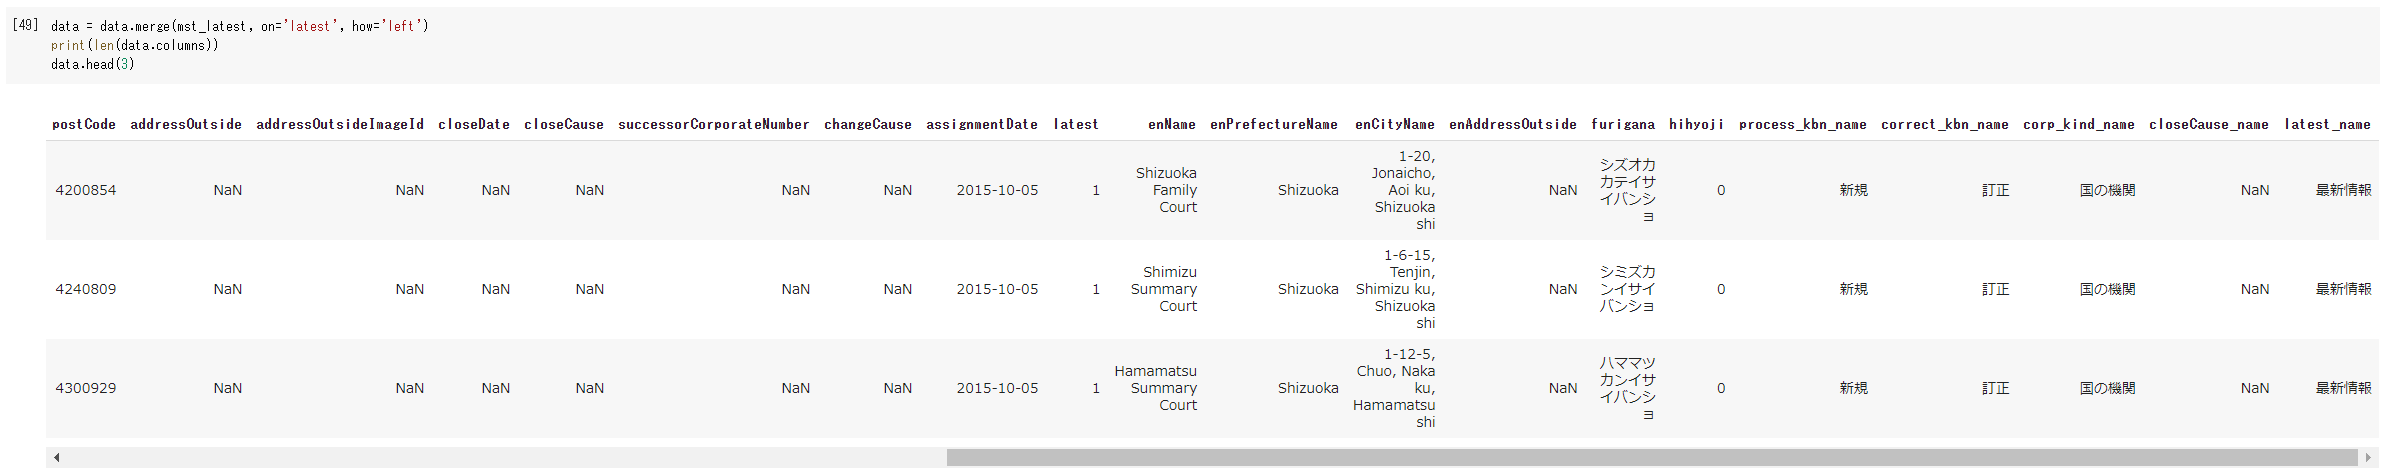 [49] data = data.merge(mst_latest, on='latest', how='left')
print(len(data.columns))
data.head(3)
postCode addressOutside addressOutsideImageId closeDate closeCause successorCorporateNumber changeCause assignmentDate latest enName enPrefectureName enCityName enAddressOutside furigana hihyoji process_kbn_name correct_kbn_name corp_kind_name closeCause_name latest_name
4200854 NaN NaN NaN NaN NaN NaN 2015-10-05 1 Shizuoka Family Court Shizuoka 1-20, Jonaicho, Aoi ku, Shizuoka shi NaN シズオカカテイサイバンショ 0 新規 訂正 国の機関 NaN 最新情報
4240809 NaN NaN NaN NaN NaN NaN 2015-10-05 1 Shimizu Summary Court Shizuoka 1-6-15, Tenjin, Shimizu ku, Shizuoka shi NaN シミズカンイサイバンショ 0 新規 訂正 国の機関 NaN 最新情報
4300929 NaN NaN NaN NaN NaN NaN 2015-10-05 1 Hamamatsu Summary Court Shizuoka 1-12-5, Chuo, Naka ku, Hamamatsu shi NaN ハママツカンイサイバンショ 0 新規 訂正 国の機関 NaN 最新情報